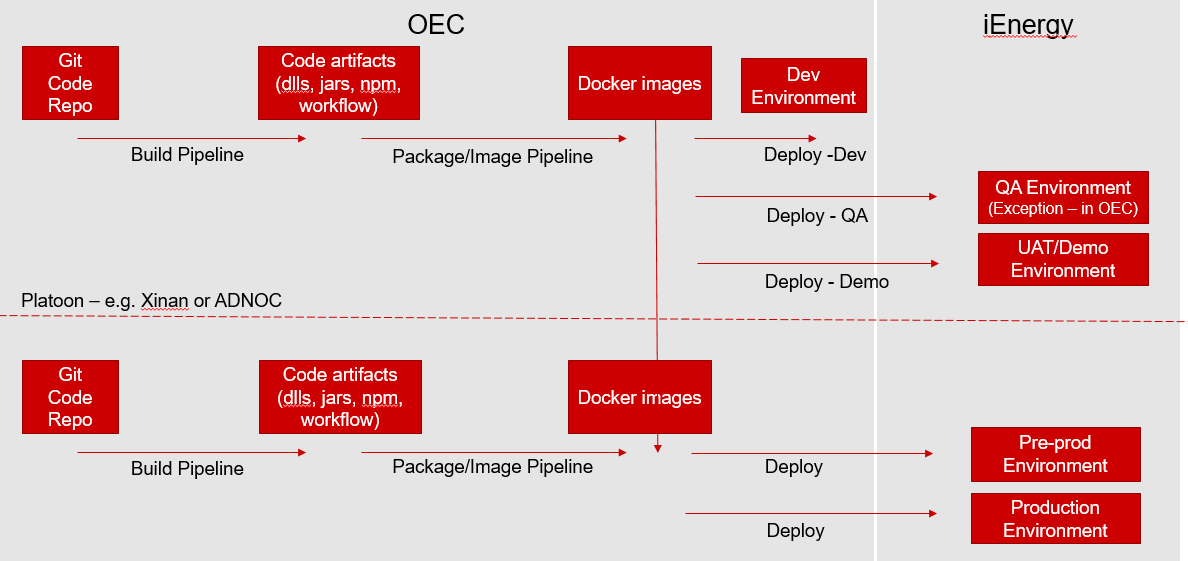 OEC
iEnergy
Git
Code
Repo
Code artifacts
(dlls, jars, npm,
workflow)
Docker images
Dev
Environment
Build Pipeline
Package/Image Pipeline
Deploy -Dev
QA Environment
(Exception – in OEC)
Deploy - QA
UAT/Demo
Environment
Deploy - Demo
Platoon – e.g. Xinan or ADNOC
Git
Code
Repo
Code artifacts
(dlls, jars, npm,
workflow)
Docker images
Build Pipeline
Package/Image Pipeline
Deploy
Pre-prod
Environment
Deploy
Production
Environment